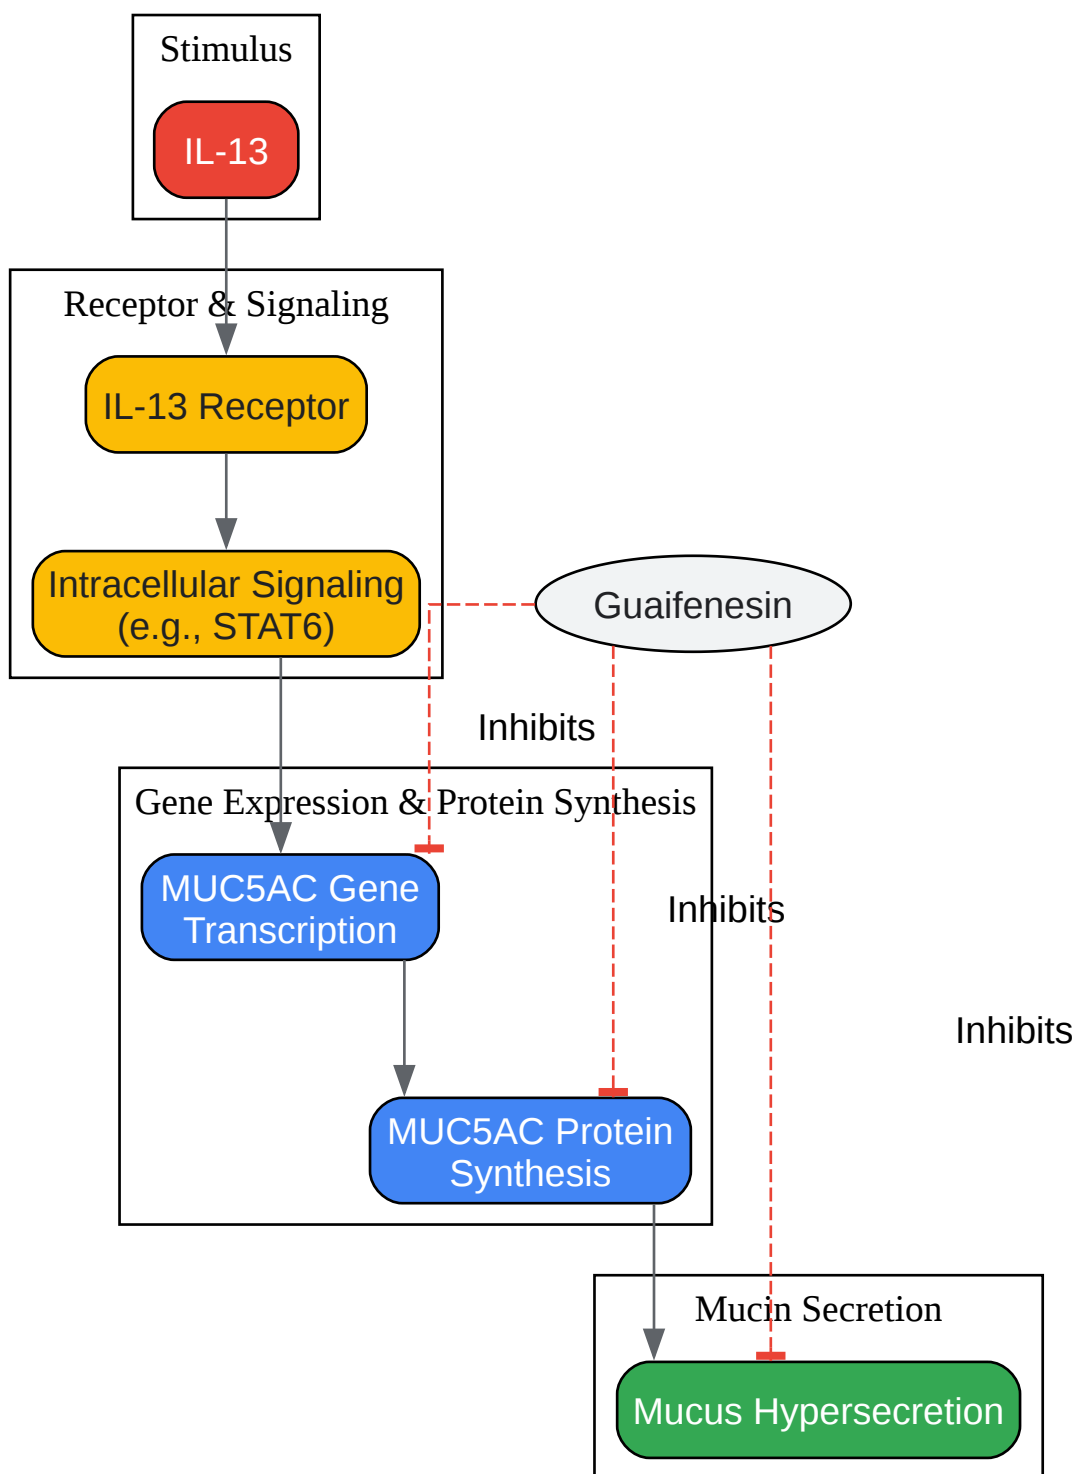 Stimulus
IL-13
Receptor & Signaling
IL-13 Receptor
Intracellular Signaling
(e.g., STAT6)
Guaifenesin
Inhibits
Gene Expression & Protein Synthesis
MUC5AC Gene
Transcription
Inhibits
Inhibits
MUC5AC Protein
Synthesis
Mucin Secretion
Mucus Hypersecretion